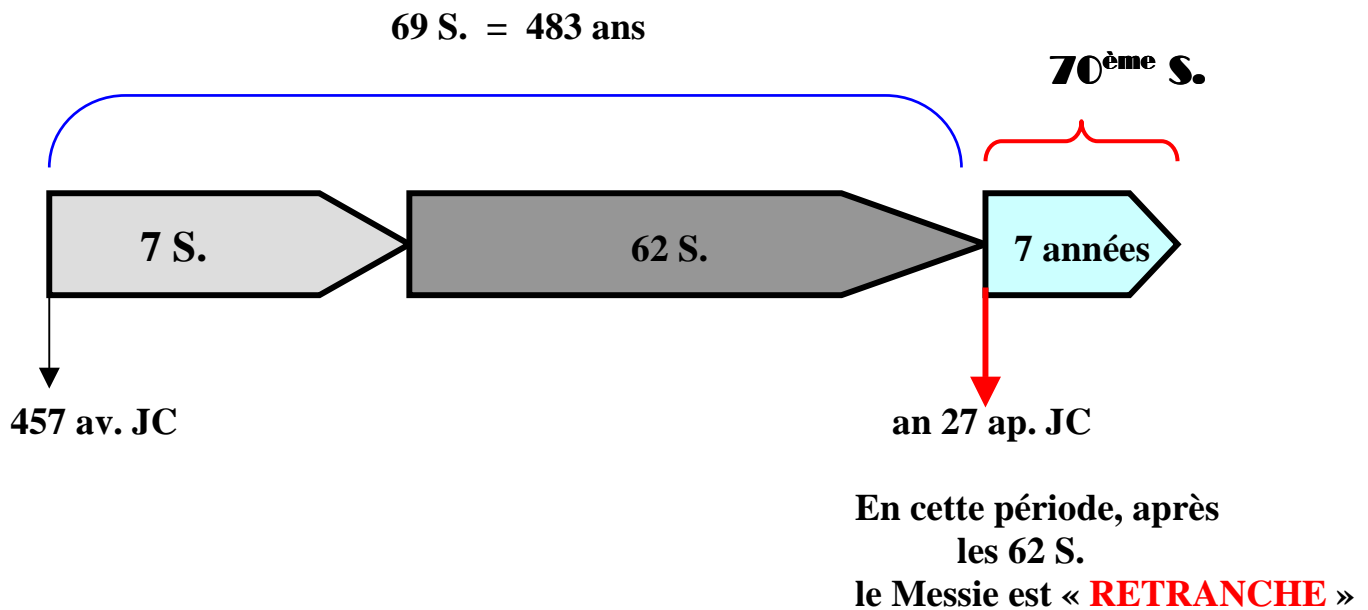 69 S. = 483 ans
70ème S.
7 S.
62 S.
7 années
457 av. JC
an 27 ap. JC
En cette période, après
les 62 S.
le Messie est « RETRANCHE »